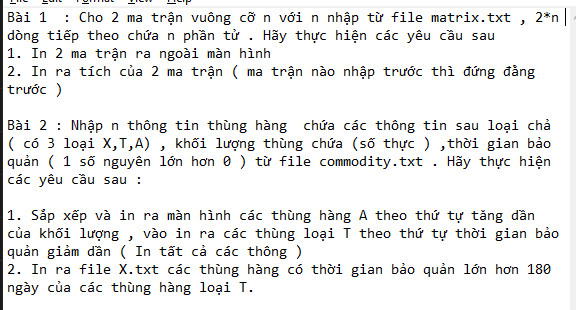 Bài 1 : Cho 2 ma trận vuông cỡ n với n nhập từ file matrix.txt , 2*n
dòng tiếp theo chứa n phần tử . Hãy thực hiện các yêu cầu sau
1. In 2 ma trận ra ngoài màn hình
2. In ra tích của 2 ma trận ( ma trận nào nhập trước thì đứng đằng
trước )
Bài 2 : Nhập n thông tin thùng hàng chứa các thông tin sau loại chả
( có 3 loại X,T,A) , khối lượng thùng chứa (số thực ) ,thời gian bảo
quản ( 1 số nguyên lớn hơn 0 ) từ file commodity.txt . Hãy thực hiện
các yêu cầu sau :
1. Sắp xếp và in ra màn hình các thùng hàng A theo thứ tự tăng dần
của khối lượng , vào in ra các thùng loại T theo thứ tự thời gian bảo
quản giảm dần ( In tất cả các thông )
2. In ra file X.txt các thùng hàng có thời gian bảo quản lớn hơn 180
ngày của các thùng hàng loại T.